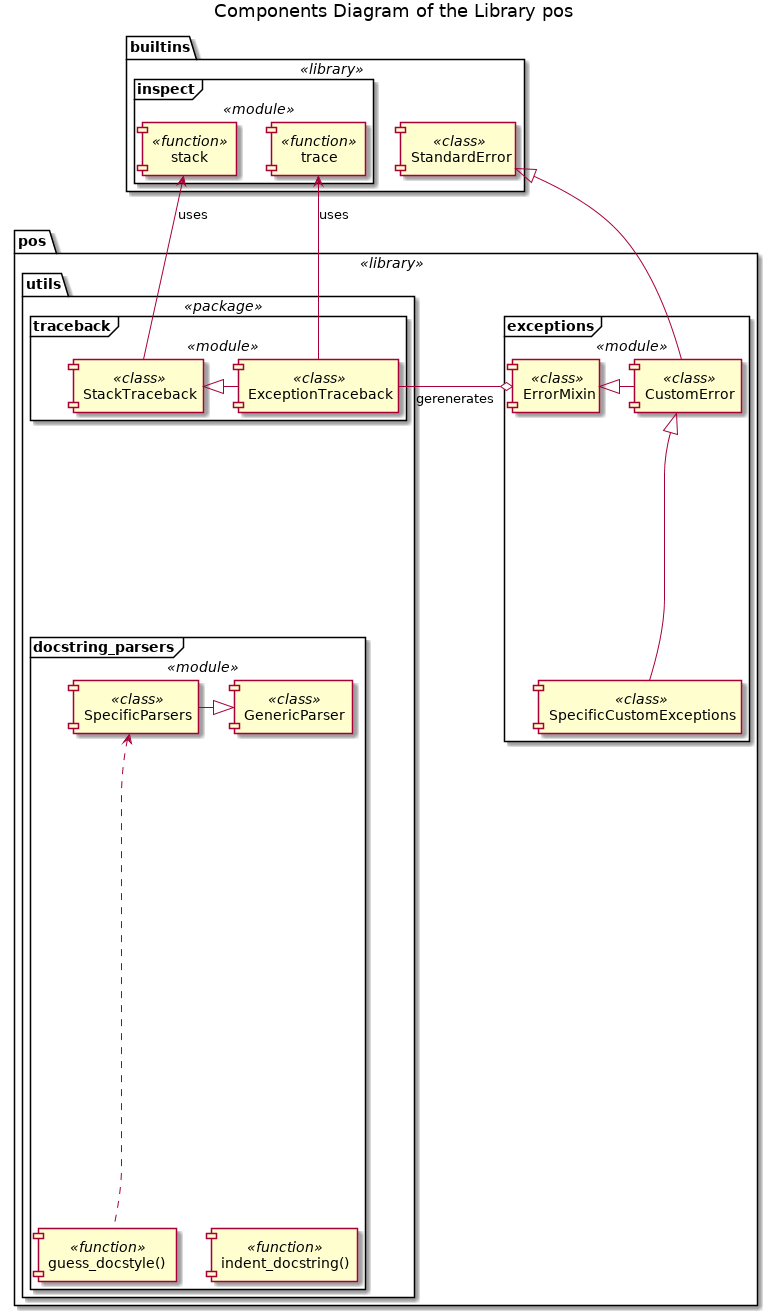 Components Diagram of the Library pos
builtins
«library»
inspect
«module»
«function»
stack
«function»
trace
«class»
StandardError
uses
uses
pos
«library»
utils
«package»
traceback
«module»
«class»
StackTraceback
«class»
ExceptionTraceback
gerenerates
exceptions
«module»
«class»
ErrorMixin
«class»
CustomError
docstring_parsers
«module»
«class»
SpecificParsers
«class»
GenericParser
«class»
SpecificCustomExceptions
«function»
guess_docstyle()
«function»
indent_docstring()